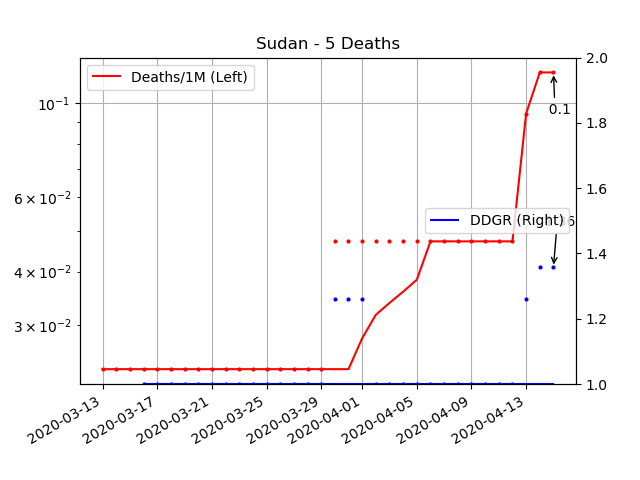 Sudan - 5 Deaths
Deaths/1M (Left)
DDGR (Right)
0.1
10⁻¹
6 × 10⁻²
4 × 10⁻²
3 × 10⁻²
2.0
1.8
1.6
1.4
1.2
1.0
2020-03-13
2020-03-17
2020-03-21
2020-03-25
2020-03-29
2020-04-01
2020-04-05
2020-04-09
2020-04-13